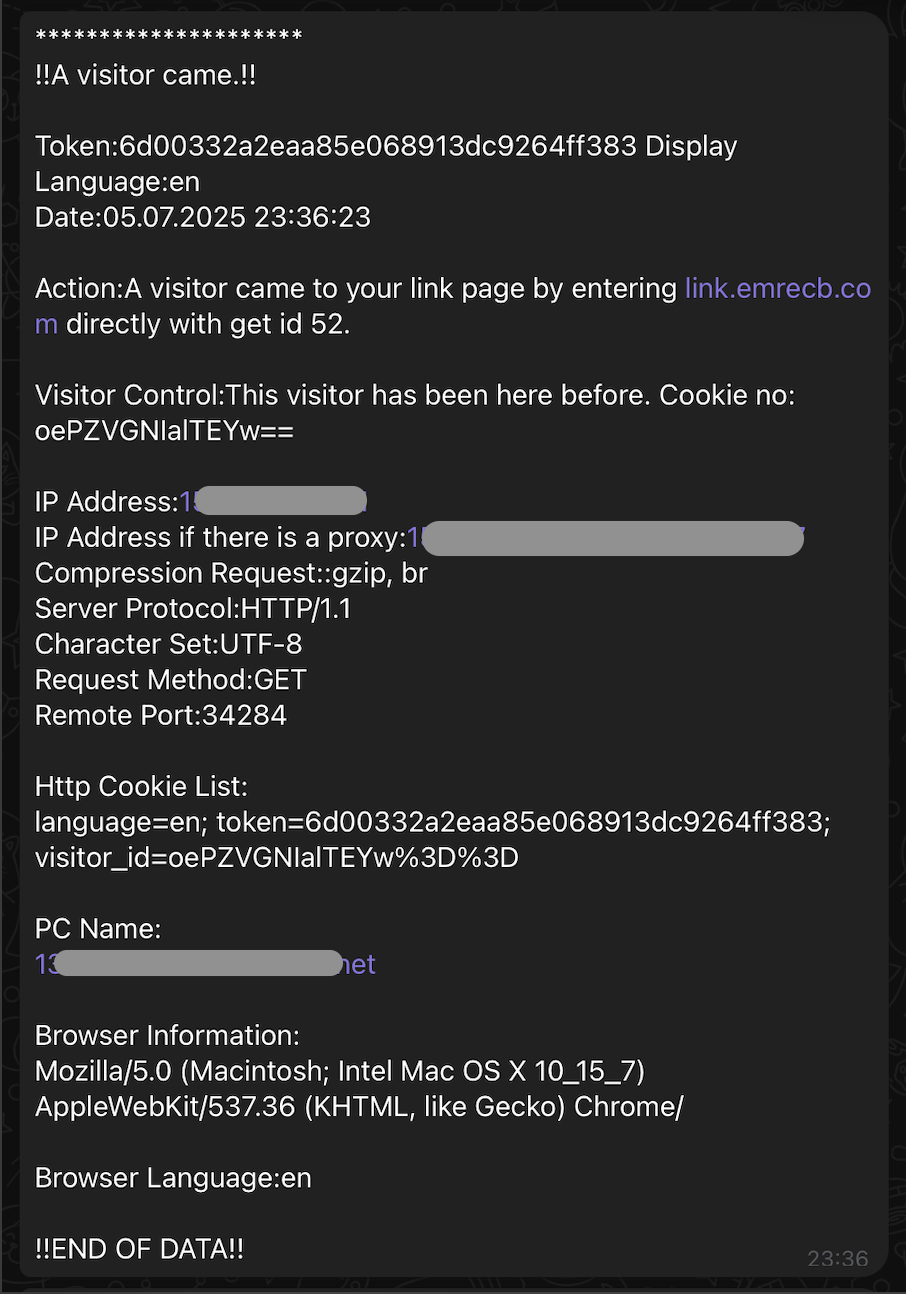 *********************
!!A visitor came.!!
Token:6d00332a2eaa85e068913dc9264ff383 Display
Language:en
Date:05.07.2025 23:36:23
Action:A visitor came to your link page by entering link.emrecb.co
m directly with get id 52.
Visitor Control:This visitor has been here before. Cookie no:
oePZVGNIalTEYw==
IP Address:1
IP Address if there is a proxy:1
Compression Request::gzip, br
Server Protocol:HTTP/1.1
Character Set:UTF-8
Request Method:GET
Remote Port:34284
Http Cookie List:
language=en; token=6d00332a2eaa85e068913dc9264ff383;
visitor_id=oePZVGNIalTEYw%3D%3D
PC Name:
13 net
Browser Information:
Mozilla/5.0 (Macintosh; Intel Mac OS X 10_15_7)
AppleWebKit/537.36 (KHTML, like Gecko) Chrome/
Browser Language:en
!!END OF DATA!!
23:36